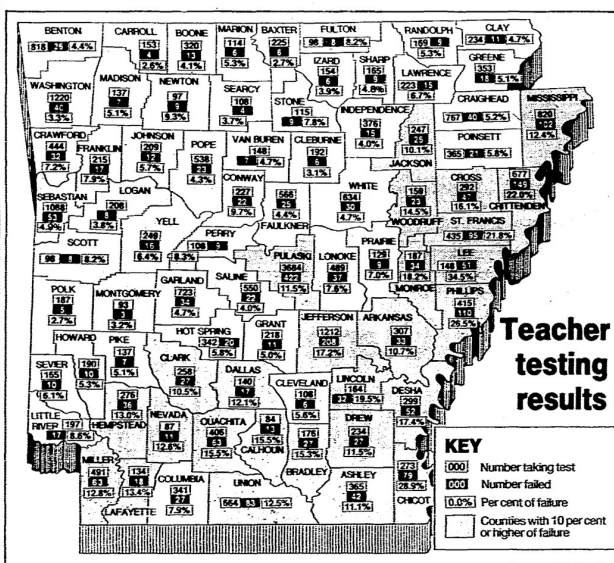 BENTON
818 25 4.4%
CARROLL
153
4
2.6%
BOONE
320
13
4.1%
MARION
114
6
5.3%
BAXTER
225
6
2.7%
FULTON
98 8 8.2%
RANDOLPH
169 9
5.3%
CLAY
234 11 4.7%
WASHINGTON
1220
3.3%
MADISON
137
7
5.1%
NEWTON
97
9
9.3%
SEARCY
108
4
3.7%
STONE
115
9 7.8%
IZARD
154
6
3.9%
SHARP
165
4.8%
LAWRENCE
223 15
6.7%
GREENE
353
18 5.1%
INDEPENDENCE
376
15
4.0%
CRAIGHEAD
767 40 5.2%
MISSISSIPPI
820
102
12.4%
CRAWFORD
444
32
7.2%
FRANKLIN
215
17
7.9%
JOHNSON
209
12
5.7%
POPE
538
23
4.3%
VAN BUREN
148
7 4.7%
CLEBURNE
192
6
3.1%
JACKSON
247
25
10.1%
POINSETT
365 21 5.8%
LOGAN
208
8
3.8%
CONWAY
227
22
9.7%
FAULKNER
566
25
4.4%
WHITE
634
30
4.7%
WOODRUFF
159
23
14.5%
CROSS
292
47
16.1%
CRITTENDEN
677
149
22.0%
SEBASTIAN
1088
53
4.9%
SCOTT
98 8 8.2%
YELL
249
16
6.4%
PERRY
108 9
8.3%
PULASKI
3684
422
11.5%
LONOKE
489
37
7.6%
PRAIRIE
129
9
7.0%
ST. FRANCIS
435 95 21.8%
MONROE
187
34
18.2%
LEE
148 51
34.5%
PHILLIPS
415
110
26.5%
POLK
187
5
2.7%
MONTGOMERY
93
3
3.2%
GARLAND
723
34
4.7%
SALINE
550
22
4.0%
HOT SPRING
342 20
5.8%
GRANT
218
11
5.0%
JEFFERSON
1212
208
17.2%
ARKANSAS
307
33
10.7%
Teacher
testing
results
HOWARD
190
10
5.3%
PIKE
137
7
5.1%
CLARK
258
27
10.5%
DALLAS
140
17
12.1%
CLEVELAND
108
6
5.6%
LINCOLN
164
32 19.5%
DESHA
299
52
17.4%
SEVIER
165
10
6.1%
LITTLE
RIVER
197
17 8.6%
HEMPSTEAD
276
36
13.0%
NEVADA
87
11
12.6%
OUACHITA
406
63
15.5%
CALHOUN
84
13
15.5%
BRADLEY
176
27
15.3%
DREW
234
27
11.5%
MILLER
491
63
12.8%
LAFAYETTE
134
18
13.4%
COLUMBIA
341
27
7.9%
UNION
664 83 12.5%
ASHLEY
365
42
11.1%
CHICOT
273
79
28.9%
KEY
000 Number taking test
000 Number failed
0.0% Per cent of failure
Counties with 10 per cent
or higher of failure